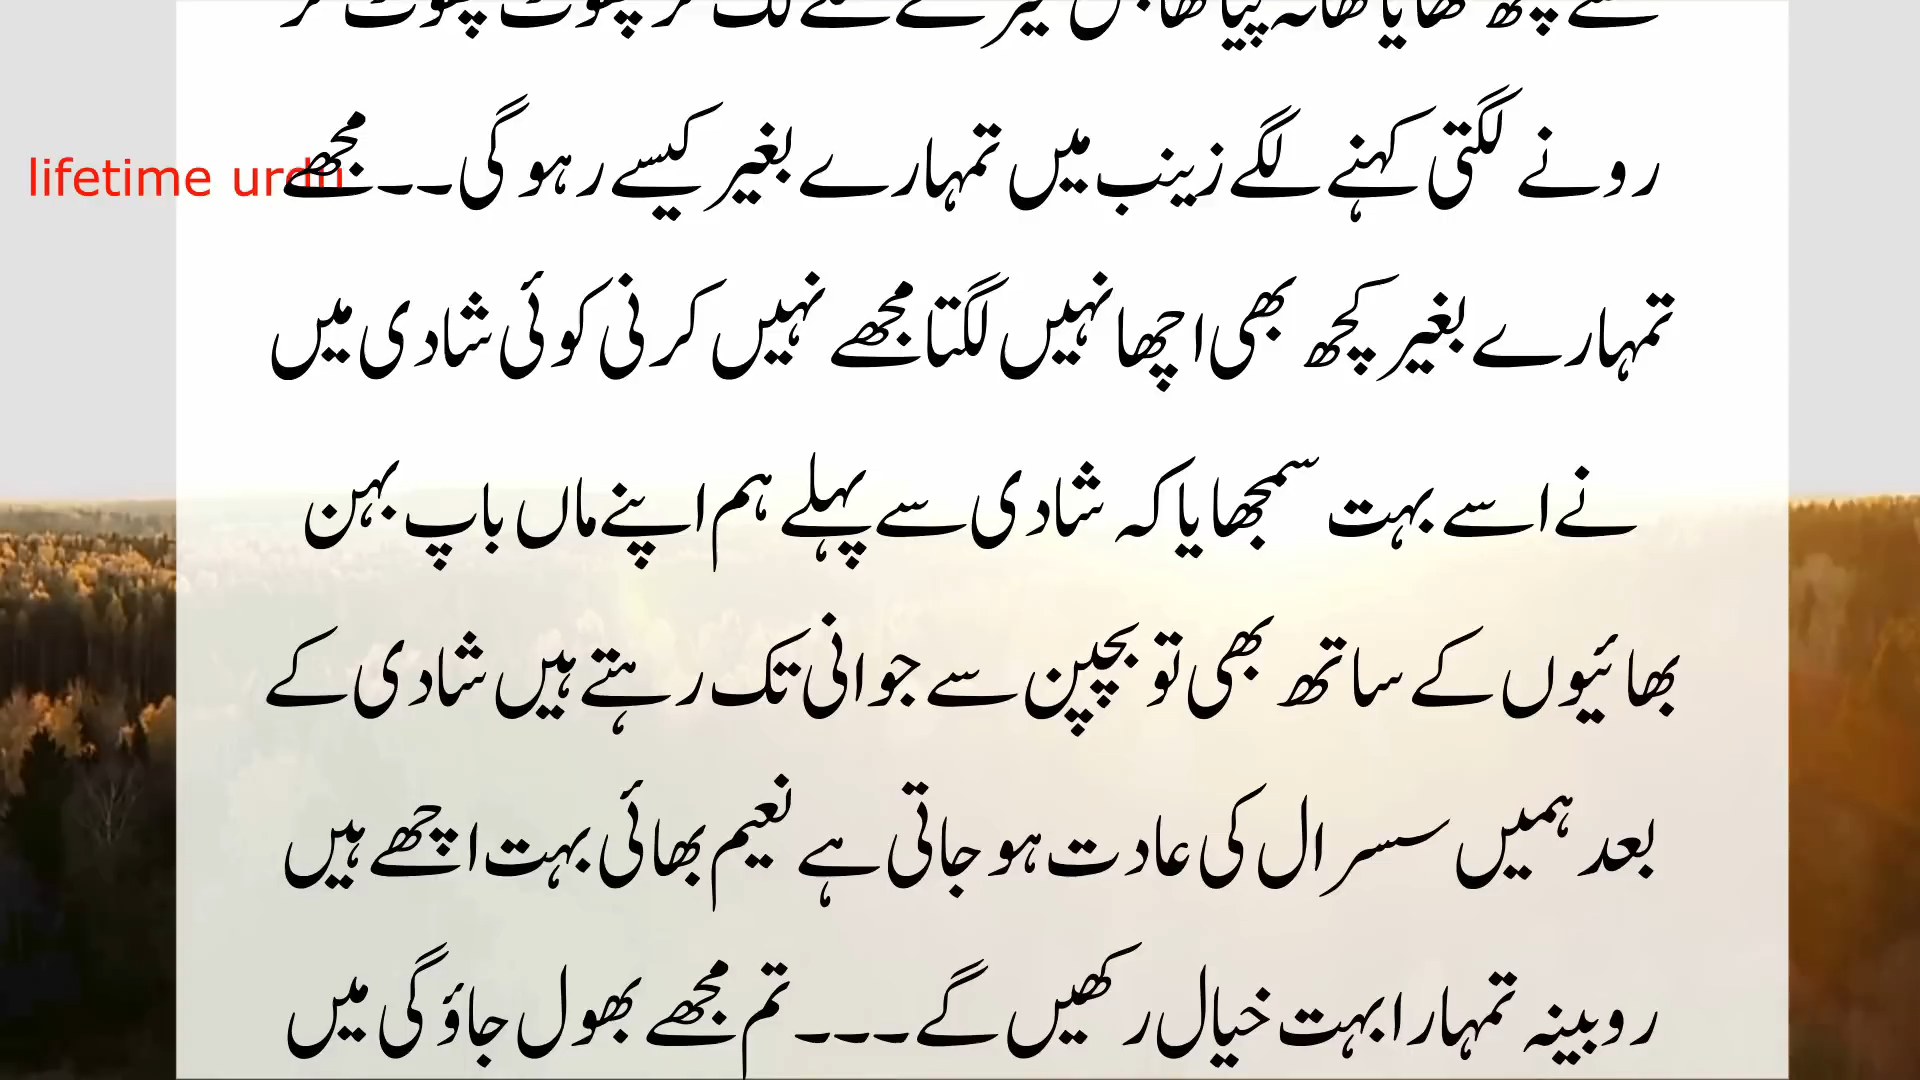 رونے لگتی کہنے لگے زینب میں تمہارے بغیر کیسے رہو گی۔۔مجھے
lifetime urdu
تمہارے بغیر کچھ بھی اچھا نہیں لگتا مجھے نہیں کرنی کوئی شادی میں
نے اسے بہت سمجھایا کہ شادی سے پہلے ہم اپنے ماں باپ بہن
بھائیوں کے ساتھ بھی تو بچپن سے جوانی تک رہتے ہیں شادی کے
بعد ہمیں سسرال کی عادت ہو جاتی ہے نعیم بھائی بہت اچھے ہیں
روبینہ تمہارا بہت خیال رکھیں گے۔۔۔ تم مجھے بھول جاؤ گی میں